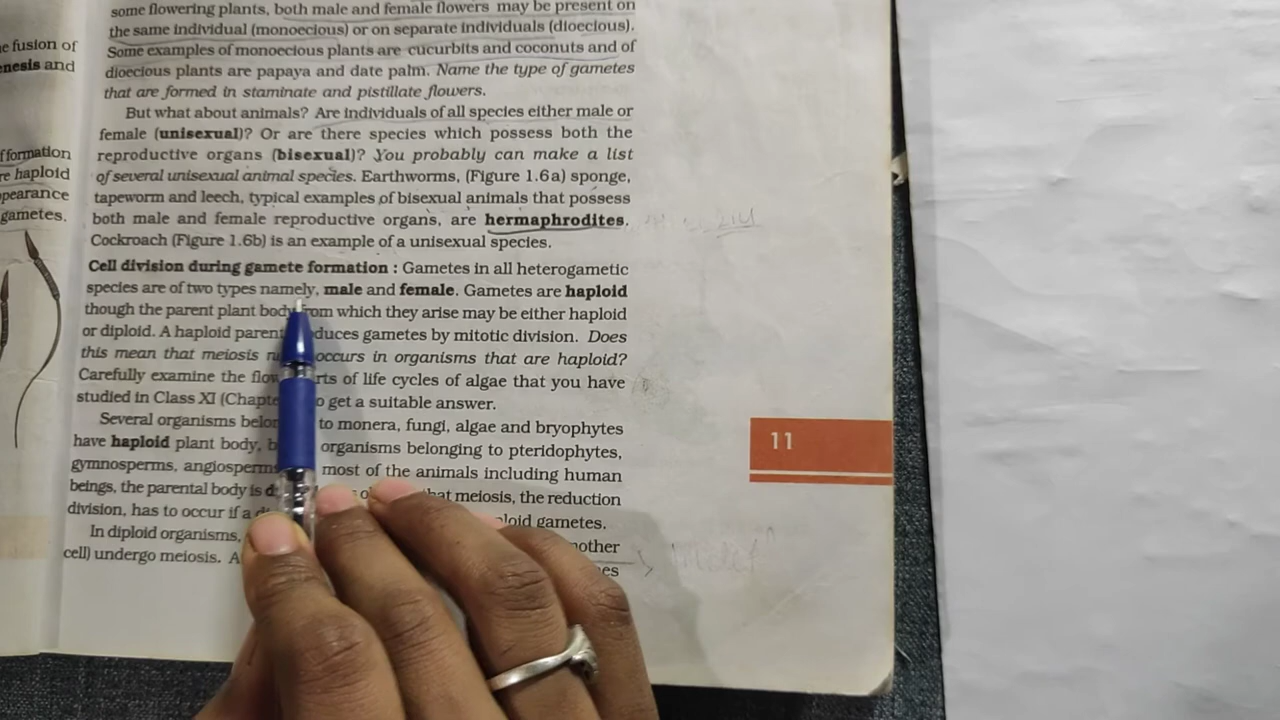 e fusion of
enesis and
f formation
re haploid
pearance
gametes.
some flowering plants, both male and female flowers may be present on
the same individual (monoecious) or on separate individuals (dioecious).
Some examples of monoecious plants are cucurbits and coconuts and of
dioecious plants are papaya and date palm. Name the type of gametes
that are formed in staminate and pistillate flowers.
But what about animals? Are individuals of all species either male or
female (unisexual)? Or are there species which possess both the
reproductive organs (bisexual)? You probably can make a list
of several unisexual animal species. Earthworms, (Figure 1.6a) sponge,
tapeworm and leech, typical examples of bisexual animals that possess
both male and female reproductive organs, are hermaphrodites.
Cockroach (Figure 1.6b) is an example of a unisexual species.
Cell division during gamete formation : Gametes in all heterogametic
species are of two types namely, male and female. Gametes are haploid
though the parent plant body from which they arise may be either haploid
or diploid. A haploid parent duces gametes by mitotic division. Does
this mean that meiosis occurs in organisms that are haploid?
Carefully examine the flow rts of life cycles of algae that you have
studied in Class XI (Chapte o get a suitable answer.
Several organisms belon to monera, fungi, algae and bryophytes
have haploid plant body, b organisms belonging to pteridophytes,
gymnosperms, angiosperms most of the animals including human
beings, the parental body is d hat meiosis, the reduction
division, has to occur if a di loid gametes.
In diploid organisms, nother
cell) undergo meiosis. A es
11